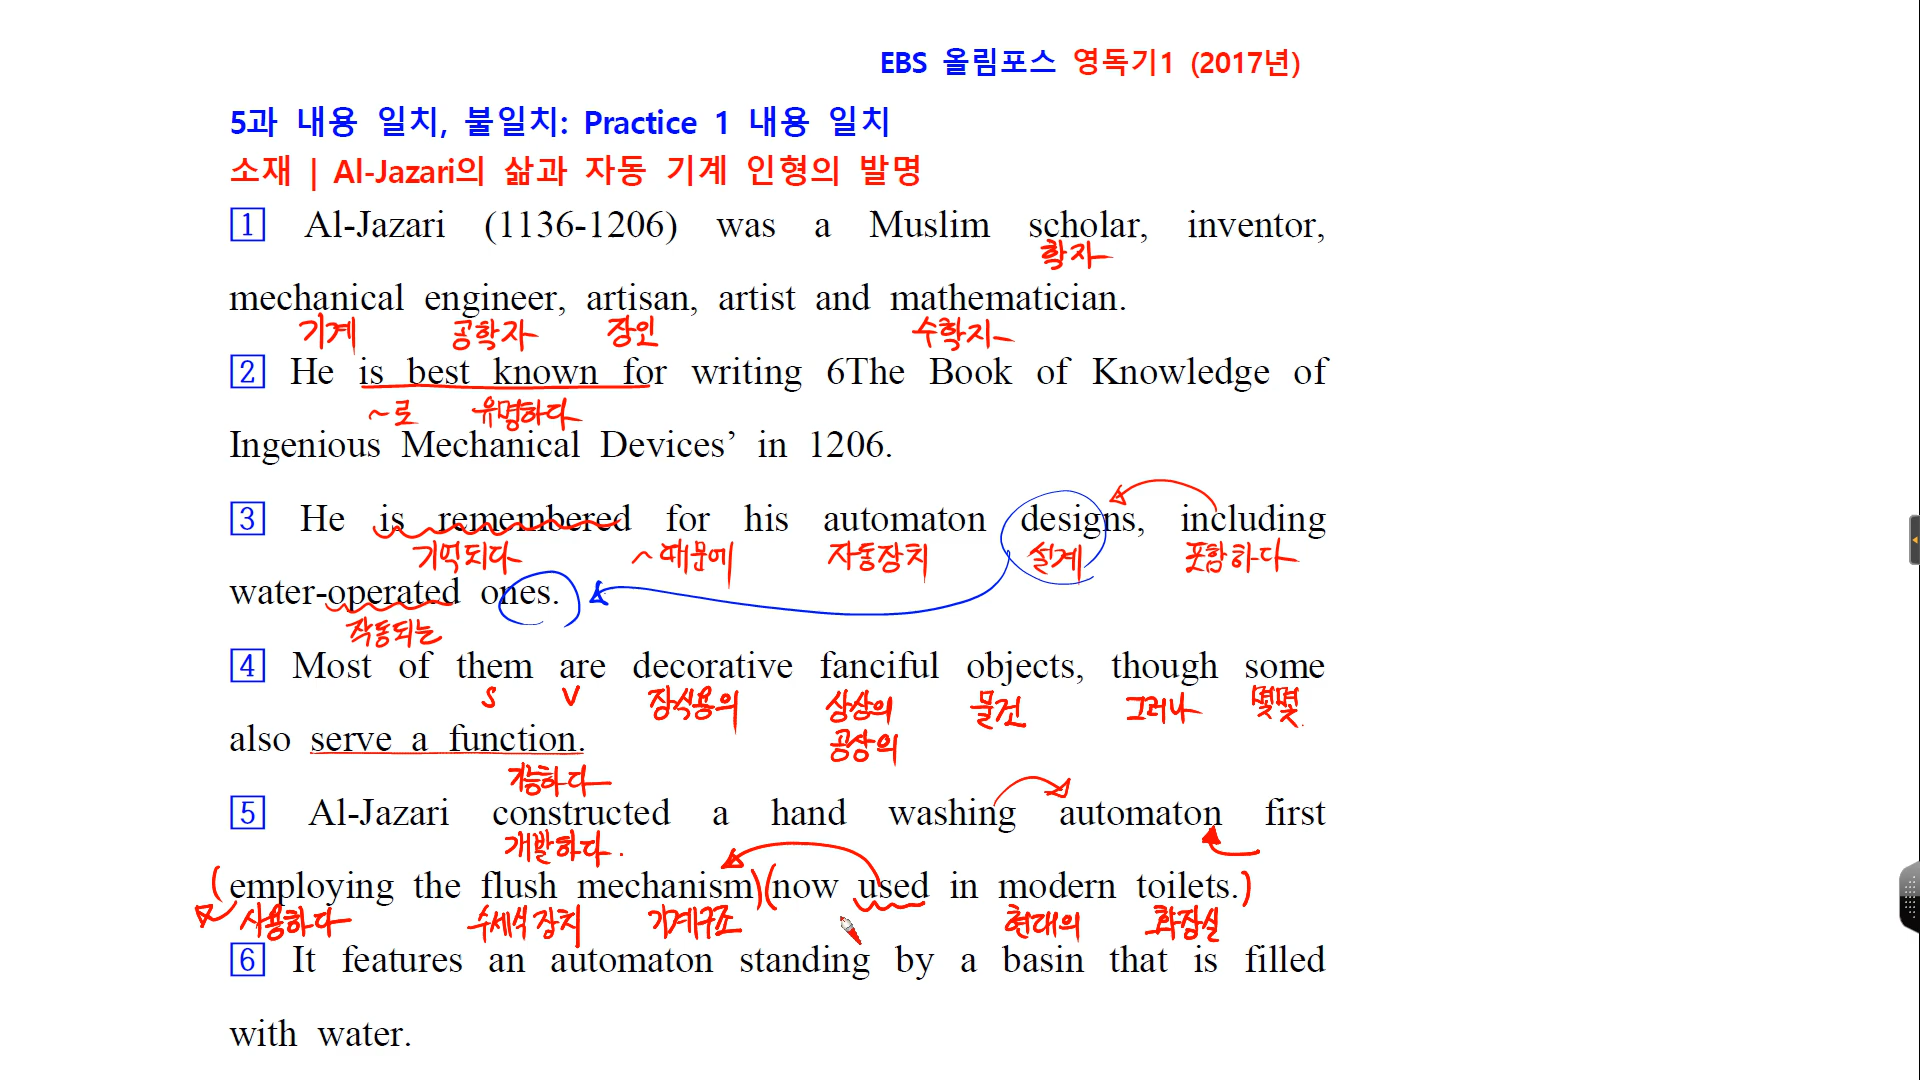 EBS 올림포스 영독기1 (2017년)
5과 내용 일치, 불일치: Practice 1 내용 일치
소재 | Al-Jazari의 삶과 자동 기계 인형의 발명
1 Al-Jazari (1136-1206) was a Muslim scholar, inventor,
학자
mechanical engineer, artisan, artist and mathematician.
기계 공학자 장인 수학자
2 He is best known for writing 6The Book of Knowledge of
~로 유명하다
Ingenious Mechanical Devices’ in 1206.
3 He is remembered for his automaton designs, including
기억되다 ~때문에 자동장치 설계 포함하다
water-operated ones.
작동되는
4 Most of them are decorative fanciful objects, though some
S V 장식용의 상상의 물건 그러나 몇몇
공상의
also serve a function.
기능하다
5 Al-Jazari constructed a hand washing automaton first
개발하다.
(employing the flush mechanism)(now used in modern toilets.)
사용하다 수세식 장치 기계구조 현대의 화장실
6 It features an automaton standing by a basin that is filled
with water.